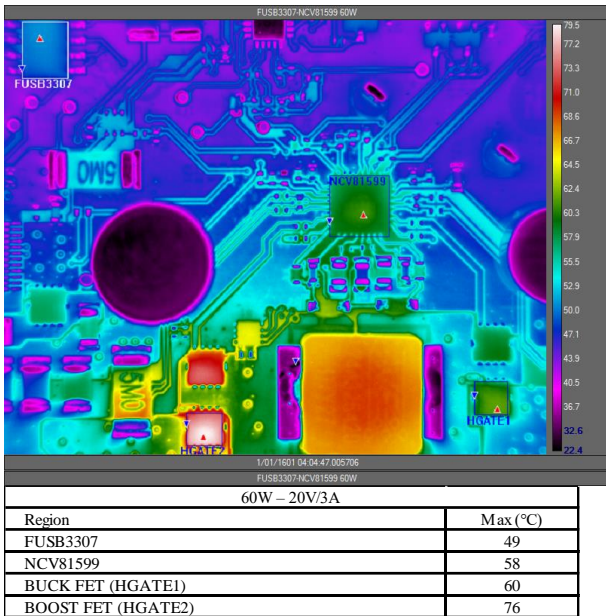 FUSB3307-NCV81599 60W
79.5
77.2
73.3
71.0
68.6
66.7
64.5
62.4
60.3
57.9
55.5
52.9
50.0
47.1
43.9
40.5
36.7
32.6
22.4
FUSB3307
5M0
NCV81599
5M0
HGATE1
HGATE2
1/01/1601 04:04:47.005706
FUSB3307-NCV81599 60W
60W – 20V/3A
Region Max (°C)
FUSB3307 49
NCV81599 58
BUCK FET (HGATE1) 60
BOOST FET (HGATE2) 76